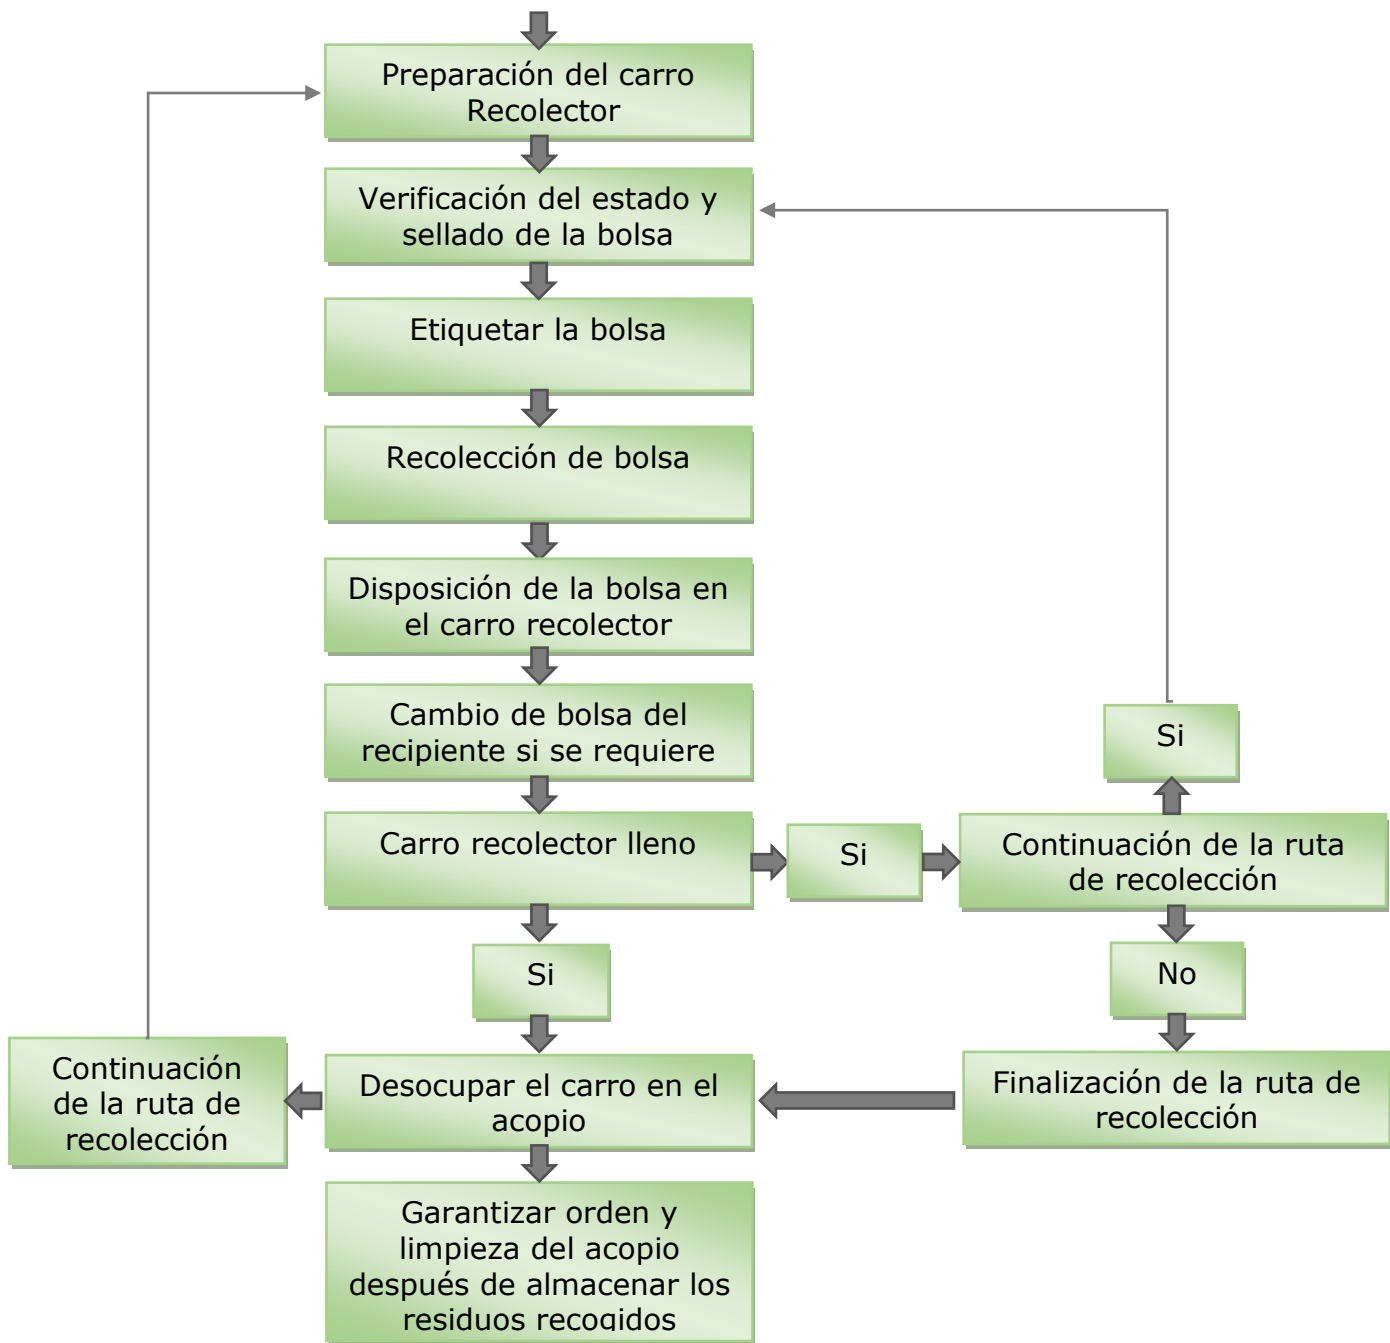 Preparación del carro
Recolector
Verificación del estado y
sellado de la bolsa
Etiquetar la bolsa
Recolección de bolsa
Disposición de la bolsa en
el carro recolector
Cambio de bolsa del
recipiente si se requiere
Si
Carro recolector lleno
Si
Continuación de la ruta
de recolección
Si
No
Continuación
de la ruta de
recolección
Desocupar el carro en el
acopio
Finalización de la ruta de
recolección
Garantizar orden y
limpieza del acopio
después de almacenar los
residuos recogidos